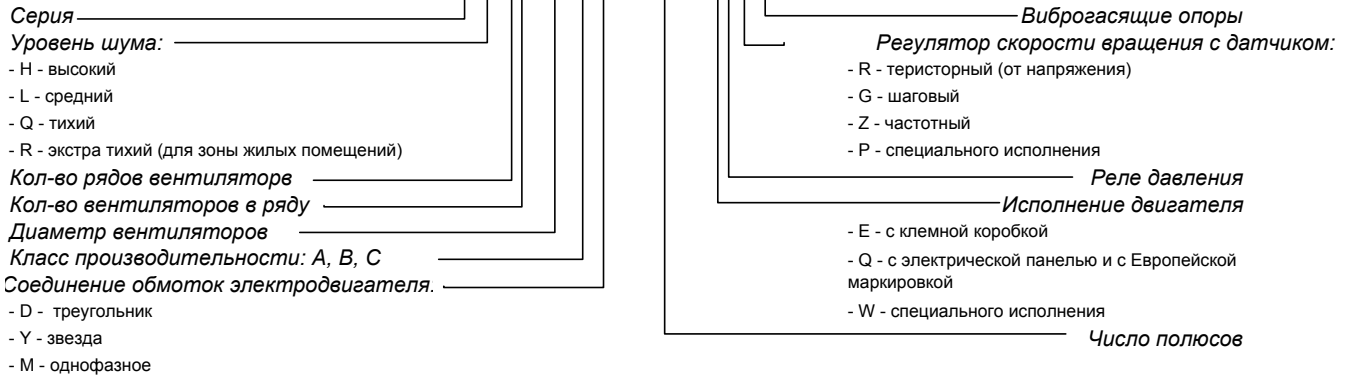 Серия
Уровень шума:
- H - высокий
- L - средний
- Q - тихий
- R - экстра тихий (для зоны жилых помещений)
Кол-во рядов вентиляторв
Кол-во вентиляторов в ряду
Диаметр вентиляторов
Класс производительности: A, B, C
Соединение обмоток электродвигателя.
- D - треугольник
- Y - звезда
- M - однофазное
Виброгасящие опоры
Регулятор скорости вращения с датчиком:
- R - теристорный (от напряжения)
- G - шаговый
- Z - частотный
- P - специального исполнения
Реле давления
Исполнение двигателя
- E - с клемной коробкой
- Q - с электрической панелью и с Европейской
маркировкой
- W - специального исполнения
Число полюсов